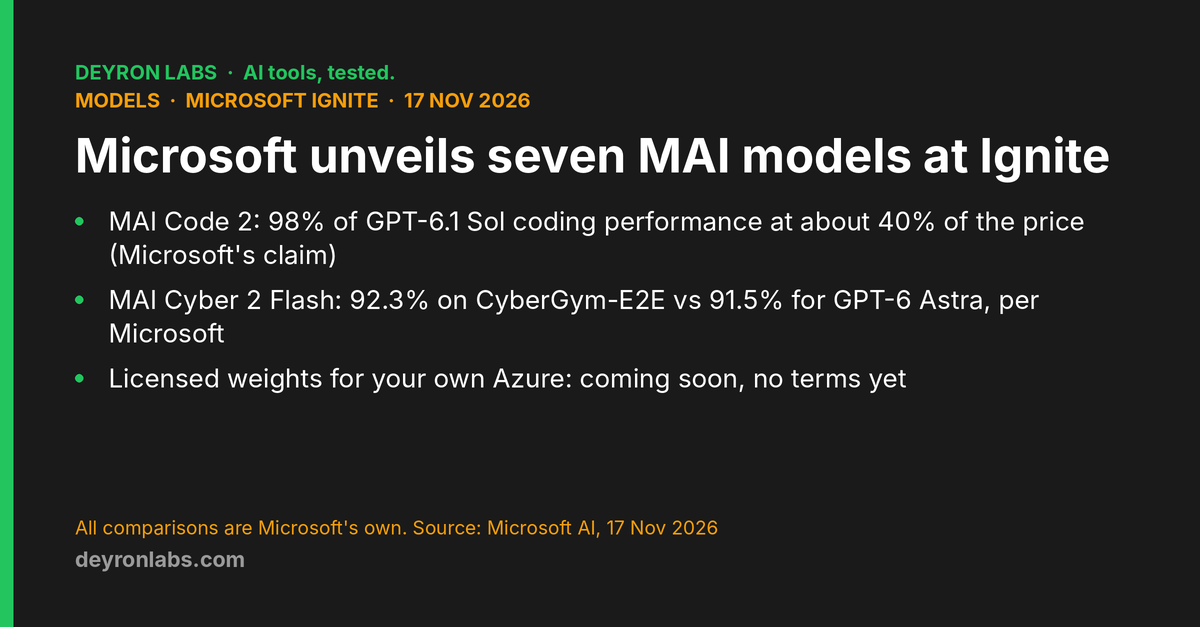 DEYRON LABS · AI tools, tested.
MODELS · MICROSOFT IGNITE · 17 NOV 2026
Microsoft unveils seven MAI models at Ignite
• MAI Code 2: 98% of GPT-6.1 Sol coding performance at about 40% of the price
(Microsoft's claim)
• MAI Cyber 2 Flash: 92.3% on CyberGym-E2E vs 91.5% for GPT-6 Astra, per
Microsoft
• Licensed weights for your own Azure: coming soon, no terms yet
All comparisons are Microsoft's own. Source: Microsoft AI, 17 Nov 2026
deyronlabs.com